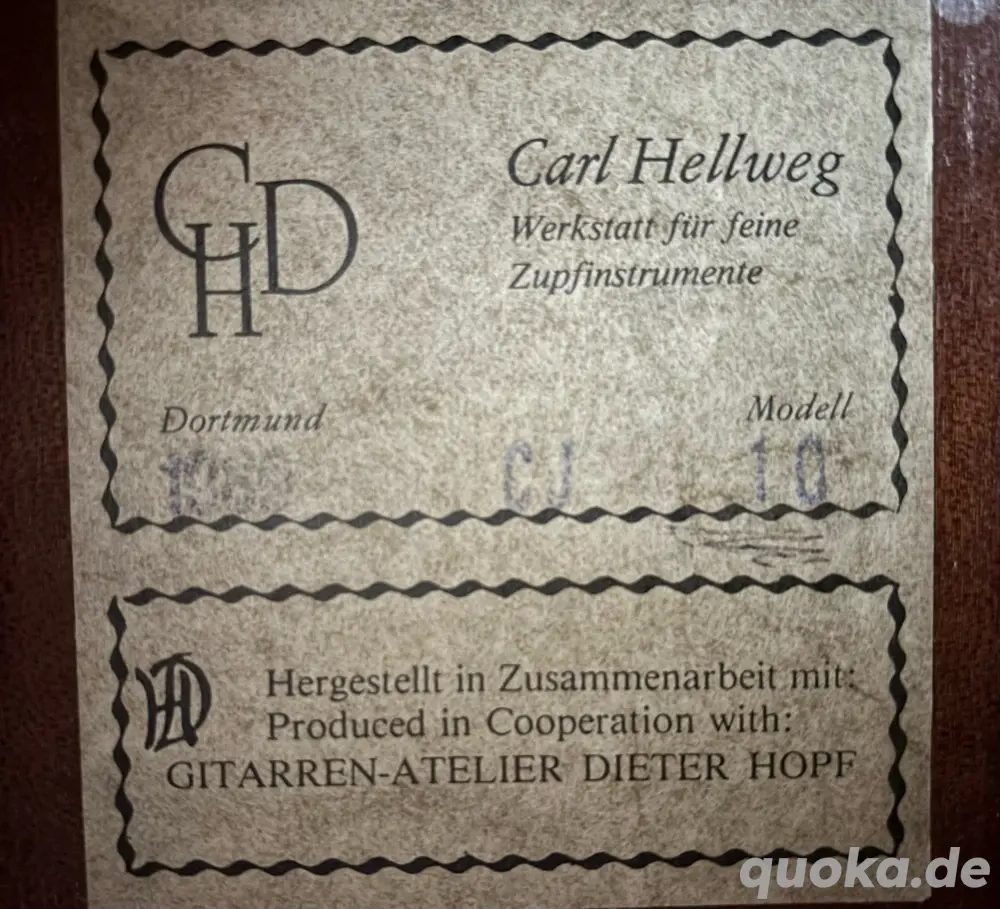 CHD
Carl Hellweg
Werkstatt für feine
Zupfinstrumente
Dortmund
Modell
CJ 10
HD
Hergestellt in Zusammenarbeit mit:
Produced in Cooperation with:
GITARREN-ATELIER DIETER HOPF
quoka.de